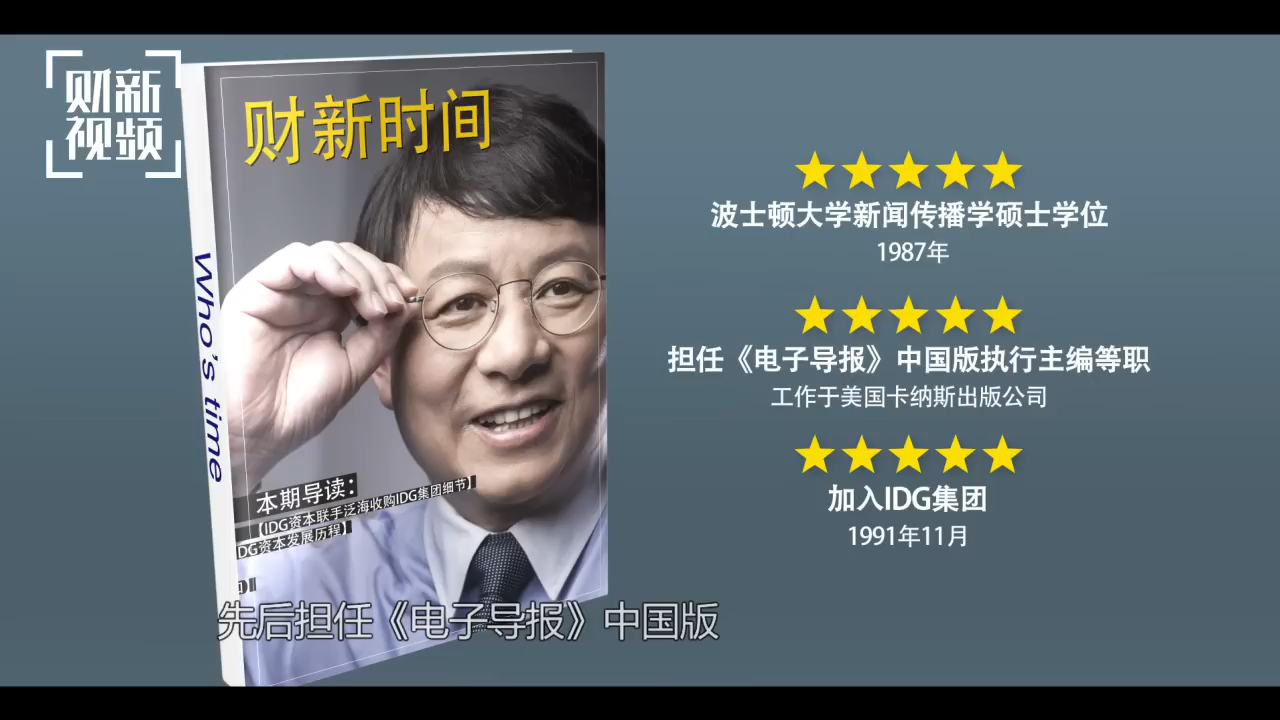 财新
视频
财新时间
Who's time
本期导读：
【IDG资本联手泛海收购IDG集团细节】
DG资本发展历程】
波士顿大学新闻传播学硕士学位
1987年
担任《电子导报》中国版执行主编等职
工作于美国卡纳斯出版公司
加入IDG集团
1991年11月
先后担任《电子导报》中国版